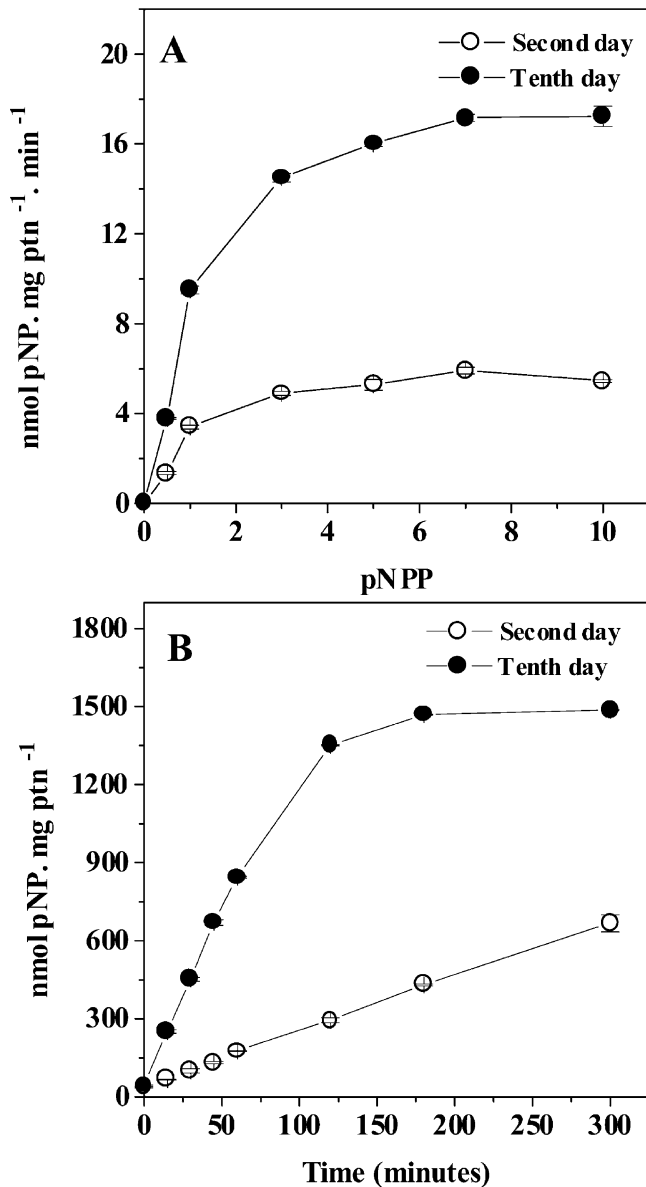 A
Second day
Tenth day
20
16
12
8
4
0
nmol pNP. mg ptn⁻¹. min⁻¹
0 2 4 6 8 10
pNPP
B
Second day
Tenth day
1800
1500
1200
900
600
300
0
nmol pNP. mg ptn⁻¹
0 50 100 150 200 250 300
Time (minutes)